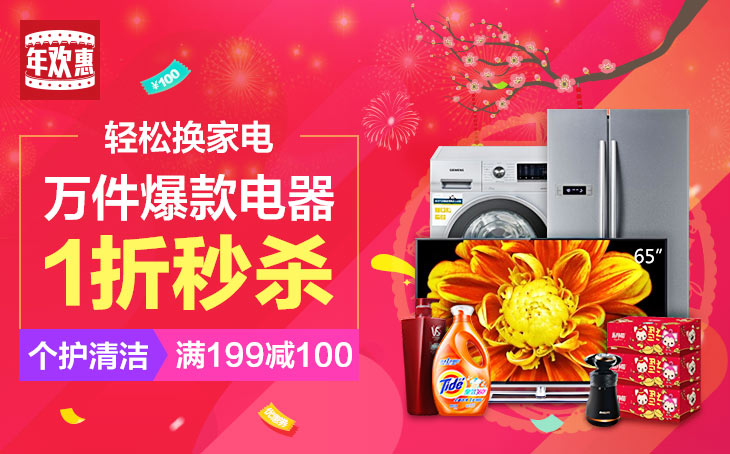 年欢惠
¥100
轻松换家电
万件爆款电器
1折秒杀
个护清洁
满199减100
SIEMENS
65"
VS
Tide